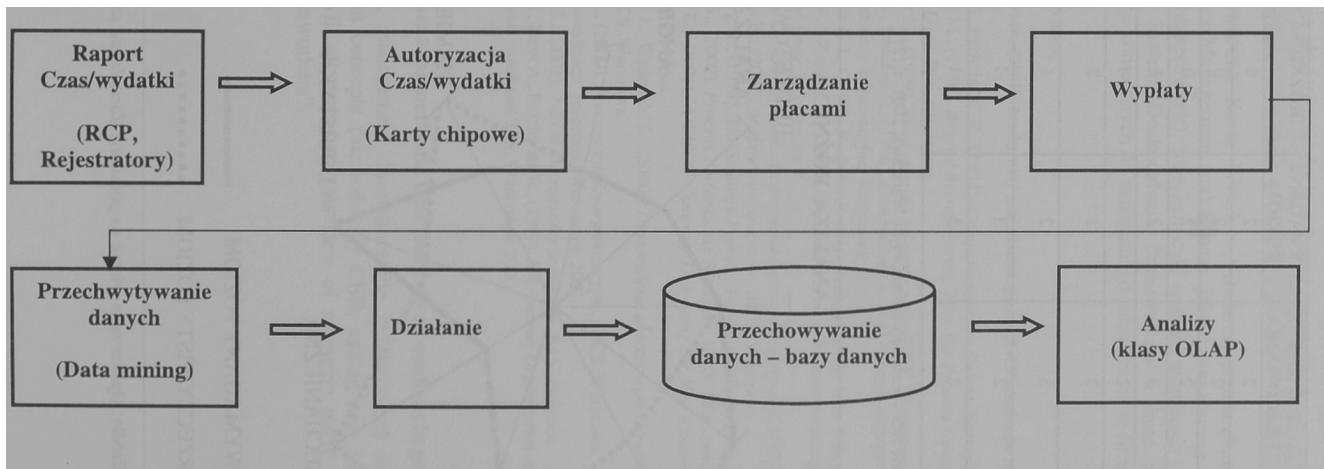 Raport
Czas/wydatki
(RCP,
Rejestratory)
Autoryzacja
Czas/wydatki
(Karty chipowe)
Zarządzanie
płacami
Wypłaty
Przechwytywanie
danych
(Data mining)
Działanie
Przechowywanie
danych – bazy danych
Analizy
(klasy OLAP)